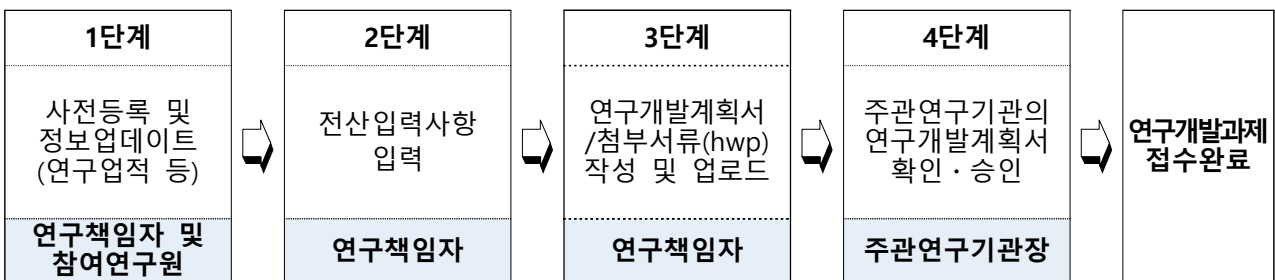 1단계
사전등록 및
정보업데이트
(연구업적 등)
연구책임자 및
참여연구원
2단계
전산입력사항
입력
연구책임자
3단계
연구개발계획서
/첨부서류(hwp)
작성 및 업로드
연구책임자
4단계
주관연구기관의
연구개발계획서
확인·승인
주관연구기관장
연구개발과제
접수완료